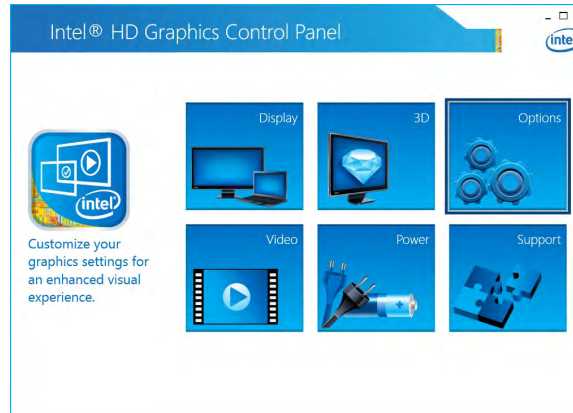 Intel® HD Graphics Control Panel
Display
3D
Options
intel
Customize your
graphics settings for
an enhanced visual
experience.
Video
Power
Support